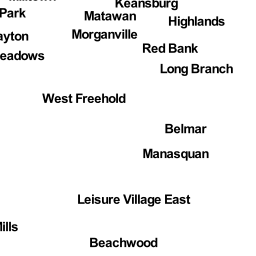 Keansburg
Park
Matawan
Highlands
ayton
Morganville
Red Bank
eadows
Long Branch
West Freehold
Belmar
Manasquan
Leisure Village East
ills
Beachwood